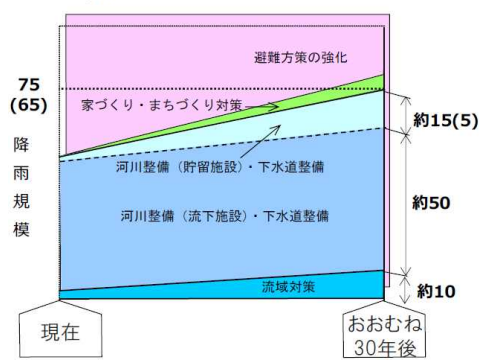 避難方策の強化
75
(65)
家づくり・まちづくり対策
約15(5)
降雨規模
河川整備（貯留施設）・下水道整備
約50
河川整備（流下施設）・下水道整備
流域対策
約10
現在
おおむね
30年後